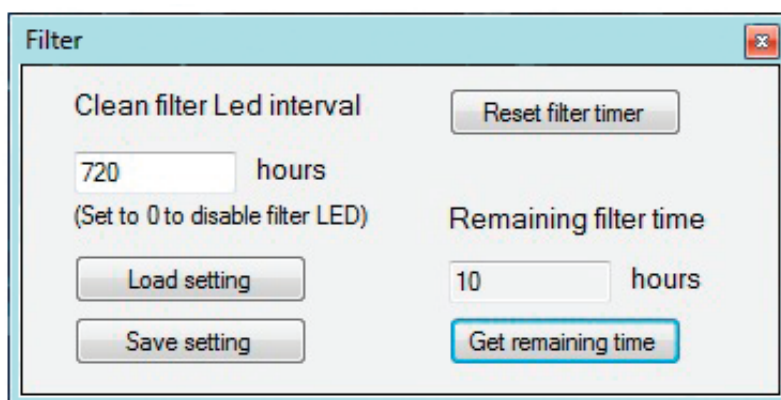 Filter
Clean filter Led interval
720 hours
(Set to 0 to disable filter LED)
Load setting
Save setting
Reset filter timer
Remaining filter time
10 hours
Get remaining time